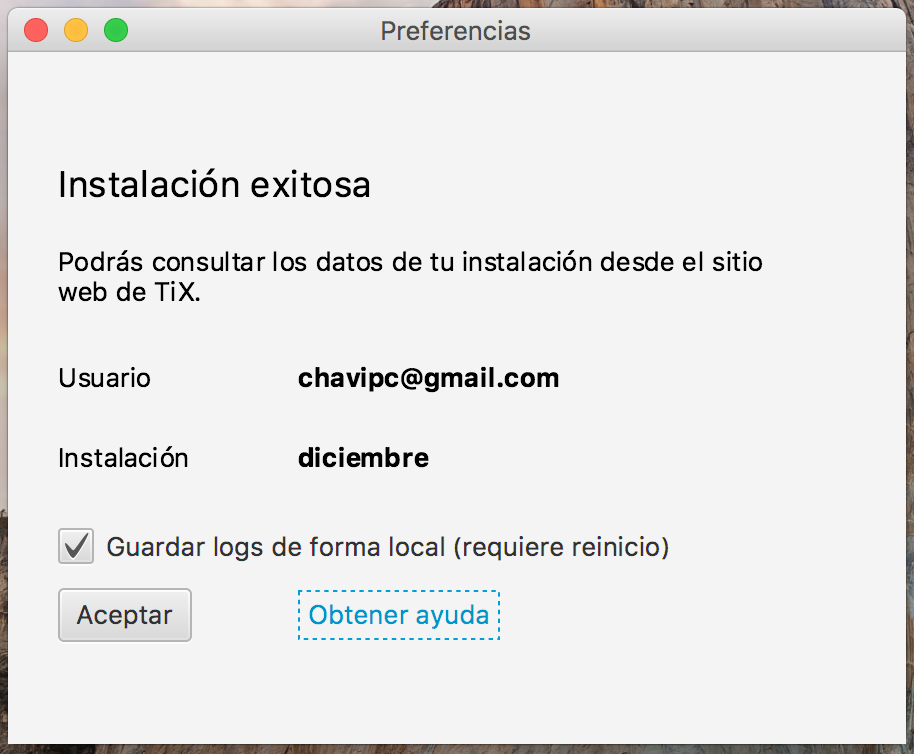 Preferencias
Instalación exitosa
Podrás consultar los datos de tu instalación desde el sitio
web de TiX.
Usuario chavipc@gmail.com
Instalación diciembre
Guardar logs de forma local (requiere reinicio)
Aceptar Obtener ayuda